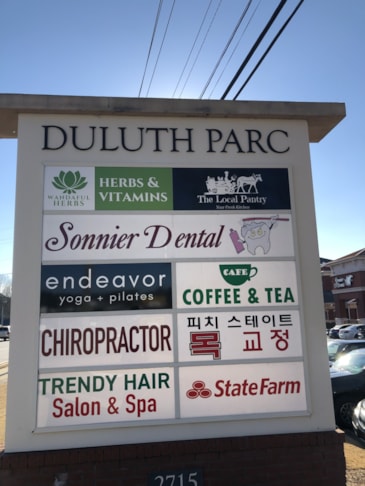 DULUTH PARC
WAHDAFUL
HERBS
HERBS &
VITAMINS
The Local Pantry
Sonnier Dental
endeavor
yoga + pilates
CAFE
COFFEE & TEA
CHIROPRACTOR
피치 스테이트
목 교정
TRENDY HAIR
Salon & Spa
State Farm
2715